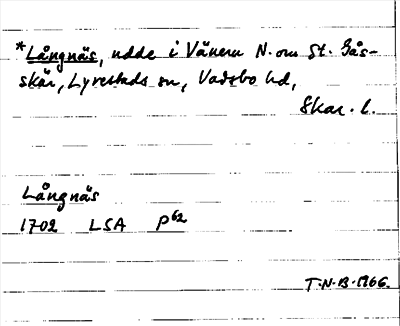 *Långnäs, udde i Vänern N. om St. Gås-
skär, Lyrestads sn, Vadsbo hd,
Skar. l.
Långnäs
1702 LSA P62
T.N.B. 1966.